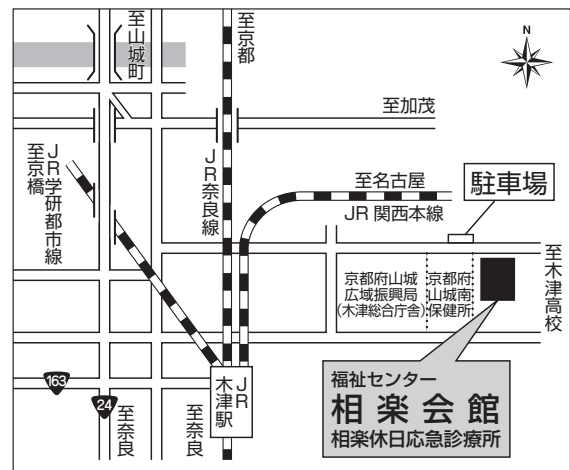 至山城町
至京都
N
至加茂
JR学研都市線
至京橋
JR奈良線
至名古屋
JR関西本線
駐車場
京都府山城
広域振興局
(木津総合庁舎)
京都府
山城南
保健所
至木津高校
163
24
至奈良
至奈良
JR
木津駅
福祉センター
相楽会館
相楽休日応急診療所